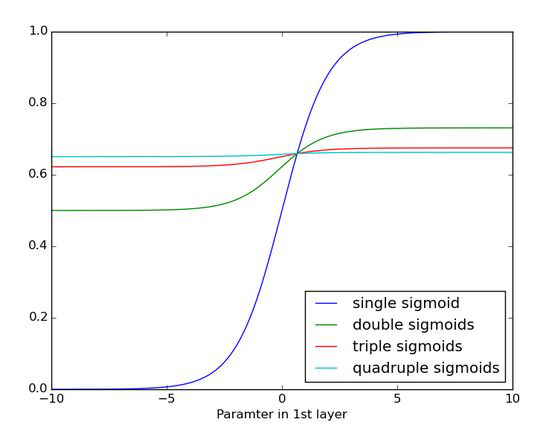 1.0
0.8
0.6
0.4
0.2
0.0
−10
−5
0
5
10
Paramter in 1st layer
single sigmoid
double sigmoids
triple sigmoids
quadruple sigmoids